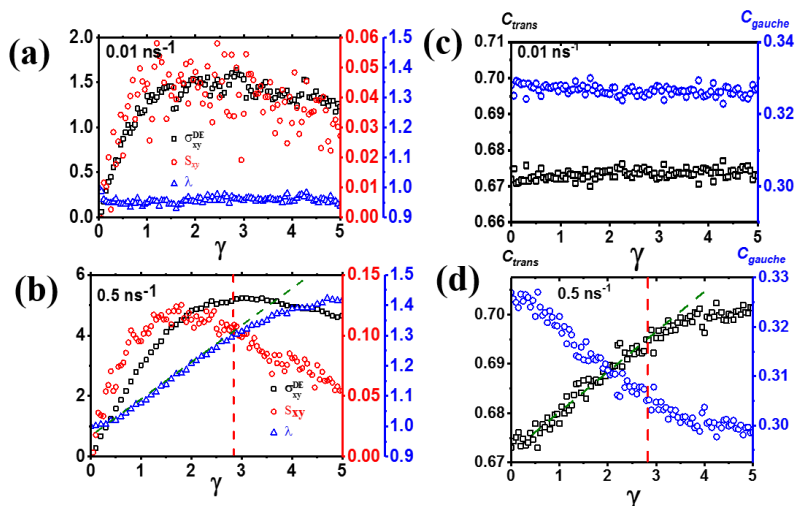 (a)
0.01 ns-1
2.0
1.5
1.0
0.5
0.0
0.06
0.05
0.04
0.03
0.02
0.01
0.00
1.5
1.4
1.3
1.2
1.1
1.0
0.9
σxyDE
Sxy
λ
0 1 2 3 4 5
γ
(c)
Ctrans
Cgauche
0.01 ns-1
0.71
0.70
0.69
0.68
0.67
0.66
0.34
0.33
0.32
0.31
0.30
0 1 2 3 4 5
γ
(b)
0.5 ns-1
6
4
2
0
0.15
0.10
0.05
0.00
1.5
1.4
1.3
1.2
1.1
1.0
0.9
σxyDE
Sxy
λ
0 1 2 3 4 5
γ
(d)
Ctrans
Cgauche
0.5 ns-1
0.70
0.69
0.68
0.67
0.33
0.32
0.31
0.30
0 1 2 3 4 5
γ